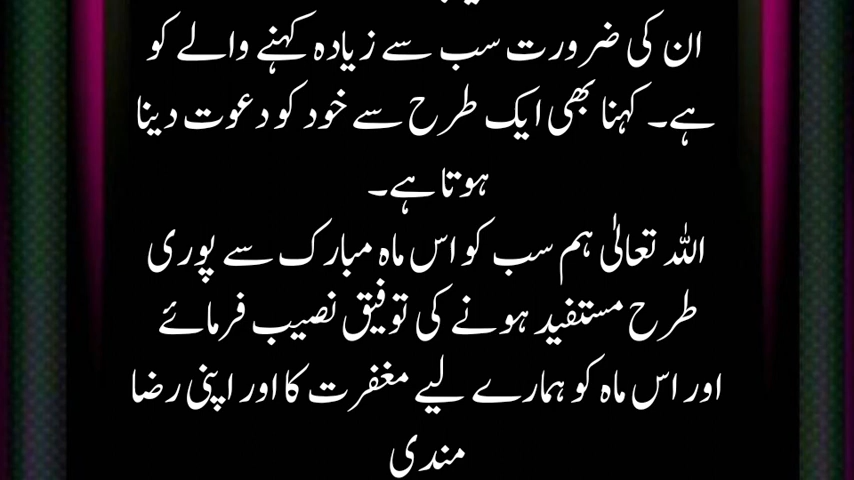 ان کی ضرورت سب سے زیادہ کہنے والے کو
ہے۔ کہنا بھی ایک طرح سے خود کو دعوت دینا
ہوتا ہے۔
اللہ تعالٰی ہم سب کو اس ماہ مبارک سے پوری
طرح مستفید ہونے کی توفیق نصیب فرمائے
اور اس ماہ کو ہمارے لیے مغفرت کا اور اپنی رضا
مندی